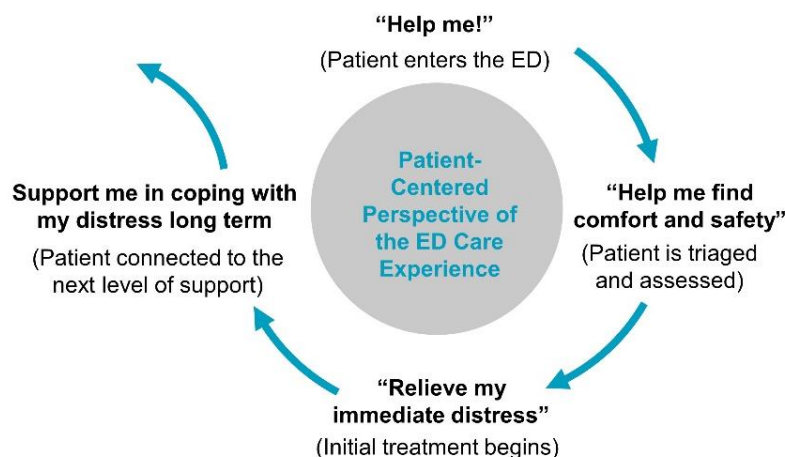 “Help me!”
(Patient enters the ED)
Patient-
Centered
Perspective of
the ED Care
Experience
“Help me find
comfort and safety”
(Patient is triaged
and assessed)
“Relieve my
immediate distress”
(Initial treatment begins)
Support me in coping with
my distress long term
(Patient connected to the
next level of support)